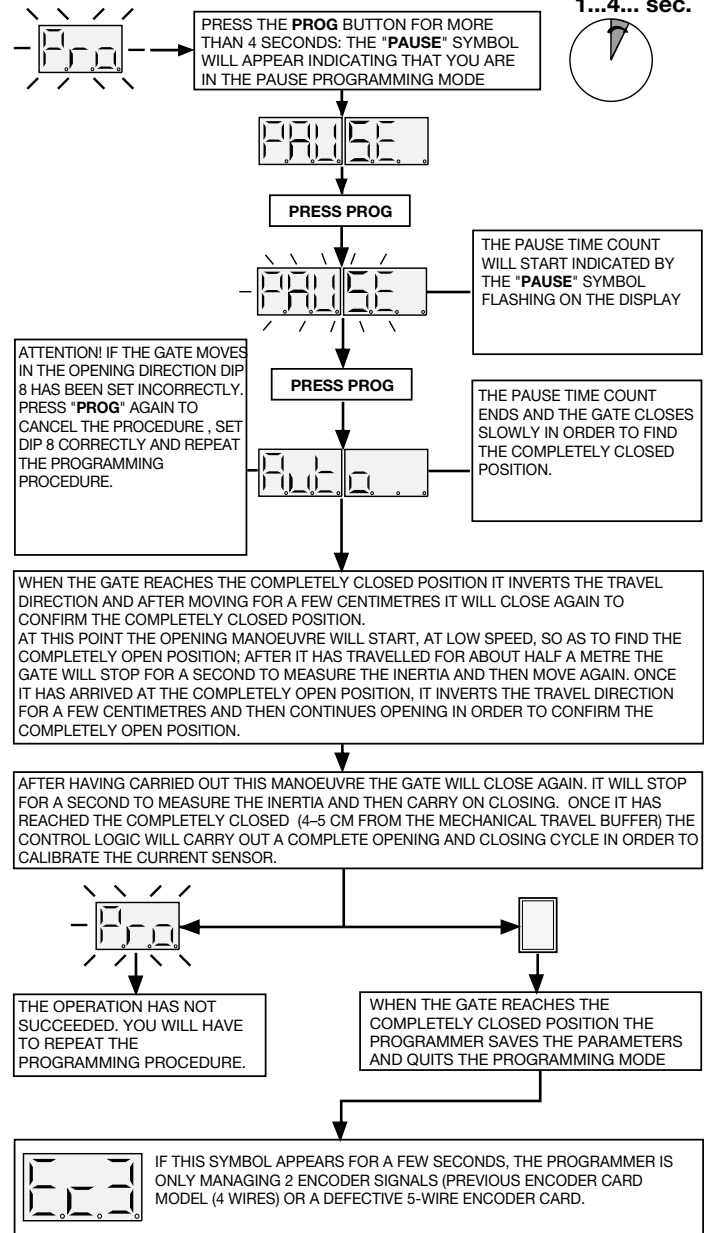 1...4... sec.
Pro
PRESS THE PROG BUTTON FOR MORE
THAN 4 SECONDS: THE "PAUSE" SYMBOL
WILL APPEAR INDICATING THAT YOU ARE
IN THE PAUSE PROGRAMMING MODE
PAUSE
PRESS PROG
PAUSE
THE PAUSE TIME COUNT
WILL START INDICATED BY
THE "PAUSE" SYMBOL
FLASHING ON THE DISPLAY
ATTENTION! IF THE GATE MOVES
IN THE OPENING DIRECTION DIP
8 HAS BEEN SET INCORRECTLY.
PRESS "PROG" AGAIN TO
CANCEL THE PROCEDURE , SET
DIP 8 CORRECTLY AND REPEAT
THE PROGRAMMING
PROCEDURE.
PRESS PROG
Auto
THE PAUSE TIME COUNT
ENDS AND THE GATE CLOSES
SLOWLY IN ORDER TO FIND
THE COMPLETELY CLOSED
POSITION.
WHEN THE GATE REACHES THE COMPLETELY CLOSED POSITION IT INVERTS THE TRAVEL
DIRECTION AND AFTER MOVING FOR A FEW CENTIMETRES IT WILL CLOSE AGAIN TO
CONFIRM THE COMPLETELY CLOSED POSITION.
AT THIS POINT THE OPENING MANOEUVRE WILL START, AT LOW SPEED, SO AS TO FIND THE
COMPLETELY OPEN POSITION; AFTER IT HAS TRAVELLED FOR ABOUT HALF A METRE THE
GATE WILL STOP FOR A SECOND TO MEASURE THE INERTIA AND THEN MOVE AGAIN. ONCE
IT HAS ARRIVED AT THE COMPLETELY OPEN POSITION, IT INVERTS THE TRAVEL DIRECTION
FOR A FEW CENTIMETRES AND THEN CONTINUES OPENING IN ORDER TO CONFIRM THE
COMPLETELY OPEN POSITION.
AFTER HAVING CARRIED OUT THIS MANOEUVRE THE GATE WILL CLOSE AGAIN. IT WILL STOP
FOR A SECOND TO MEASURE THE INERTIA AND THEN CARRY ON CLOSING. ONCE IT HAS
REACHED THE COMPLETELY CLOSED (4–5 CM FROM THE MECHANICAL TRAVEL BUFFER) THE
CONTROL LOGIC WILL CARRY OUT A COMPLETE OPENING AND CLOSING CYCLE IN ORDER TO
CALIBRATE THE CURRENT SENSOR.
Pro
THE OPERATION HAS NOT
SUCCEEDED. YOU WILL HAVE
TO REPEAT THE
PROGRAMMING PROCEDURE.
WHEN THE GATE REACHES THE
COMPLETELY CLOSED POSITION THE
PROGRAMMER SAVES THE PARAMETERS
AND QUITS THE PROGRAMMING MODE
Ec3
IF THIS SYMBOL APPEARS FOR A FEW SECONDS, THE PROGRAMMER IS
ONLY MANAGING 2 ENCODER SIGNALS (PREVIOUS ENCODER CARD
MODEL (4 WIRES) OR A DEFECTIVE 5-WIRE ENCODER CARD.